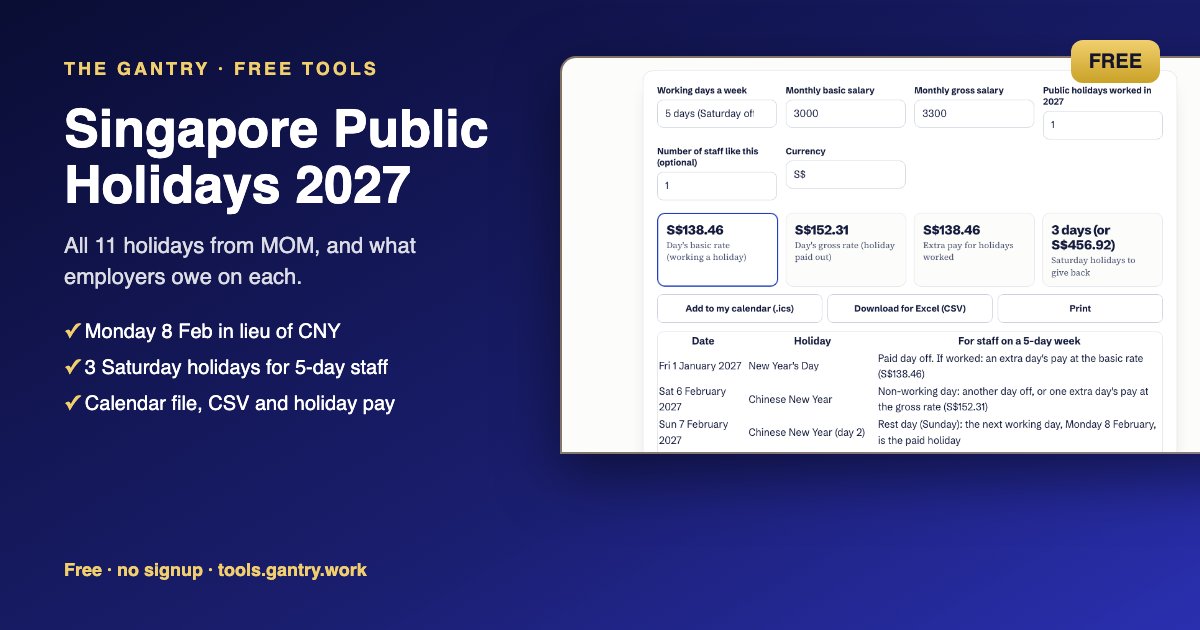 THE GANTRY · FREE TOOLS
Singapore Public
Holidays 2027
All 11 holidays from MOM, and what
employers owe on each.
✓ Monday 8 Feb in lieu of CNY
✓ 3 Saturday holidays for 5-day staff
✓ Calendar file, CSV and holiday pay
Free · no signup · tools.gantry.work
FREE
Working days a week
5 days (Saturday of
Monthly basic salary
3000
Monthly gross salary
3300
Public holidays worked in
2027
1
Number of staff like this
(optional)
1
Currency
S$
S$138.46
Day's basic rate
(working a holiday)
S$152.31
Day's gross rate (holiday
paid out)
S$138.46
Extra pay for holidays
worked
3 days (or
S$456.92)
Saturday holidays to
give back
Add to my calendar (.ics)
Download for Excel (CSV)
Print
Date Holiday For staff on a 5-day week
Fri 1 January 2027 New Year's Day Paid day off. If worked: an extra day's pay at the basic rate
(S$138.46)
Sat 6 February
2027
Chinese New Year
Non-working day: another day off, or one extra day's pay at
the gross rate (S$152.31)
Sun 7 February
2027
Chinese New Year (day 2)
Rest day (Sunday): the next working day, Monday 8 February,
is the paid holiday